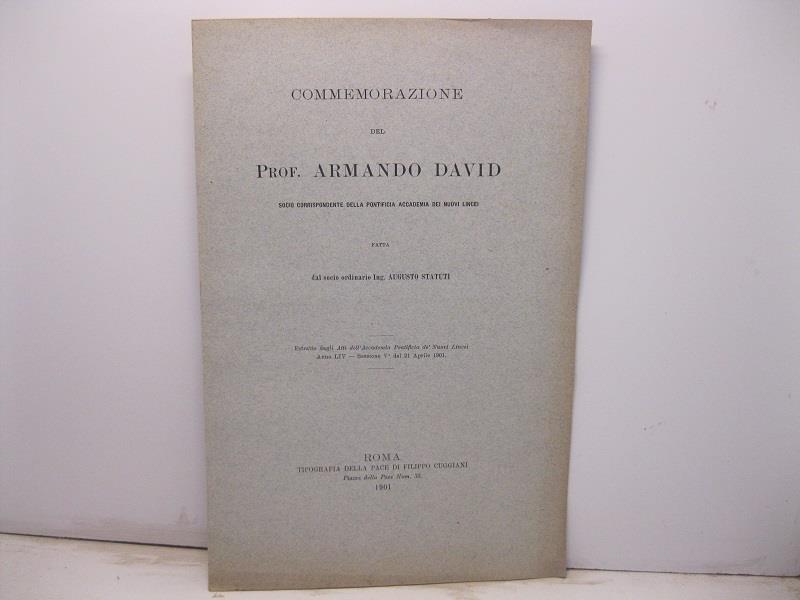 COMMEMORAZIONE
DEL
PROF. ARMANDO DAVID
SOCIO CORRISPONDENTE DELLA PONTIFICIA ACCADEMIA DEI NUOVI LINCEI
FATTA
dal socio ordinario Ing. AUGUSTO STATUTI
Estratto dagli Atti dell'Accademia Pontificia de' Nuovi Lincei
Anno LIV — Sessione Vª del 21 Aprile 1901.
ROMA
TIPOGRAFIA DELLA PACE DI FILIPPO CUGGIANI
Piazza della Pace Num. 35.
1901